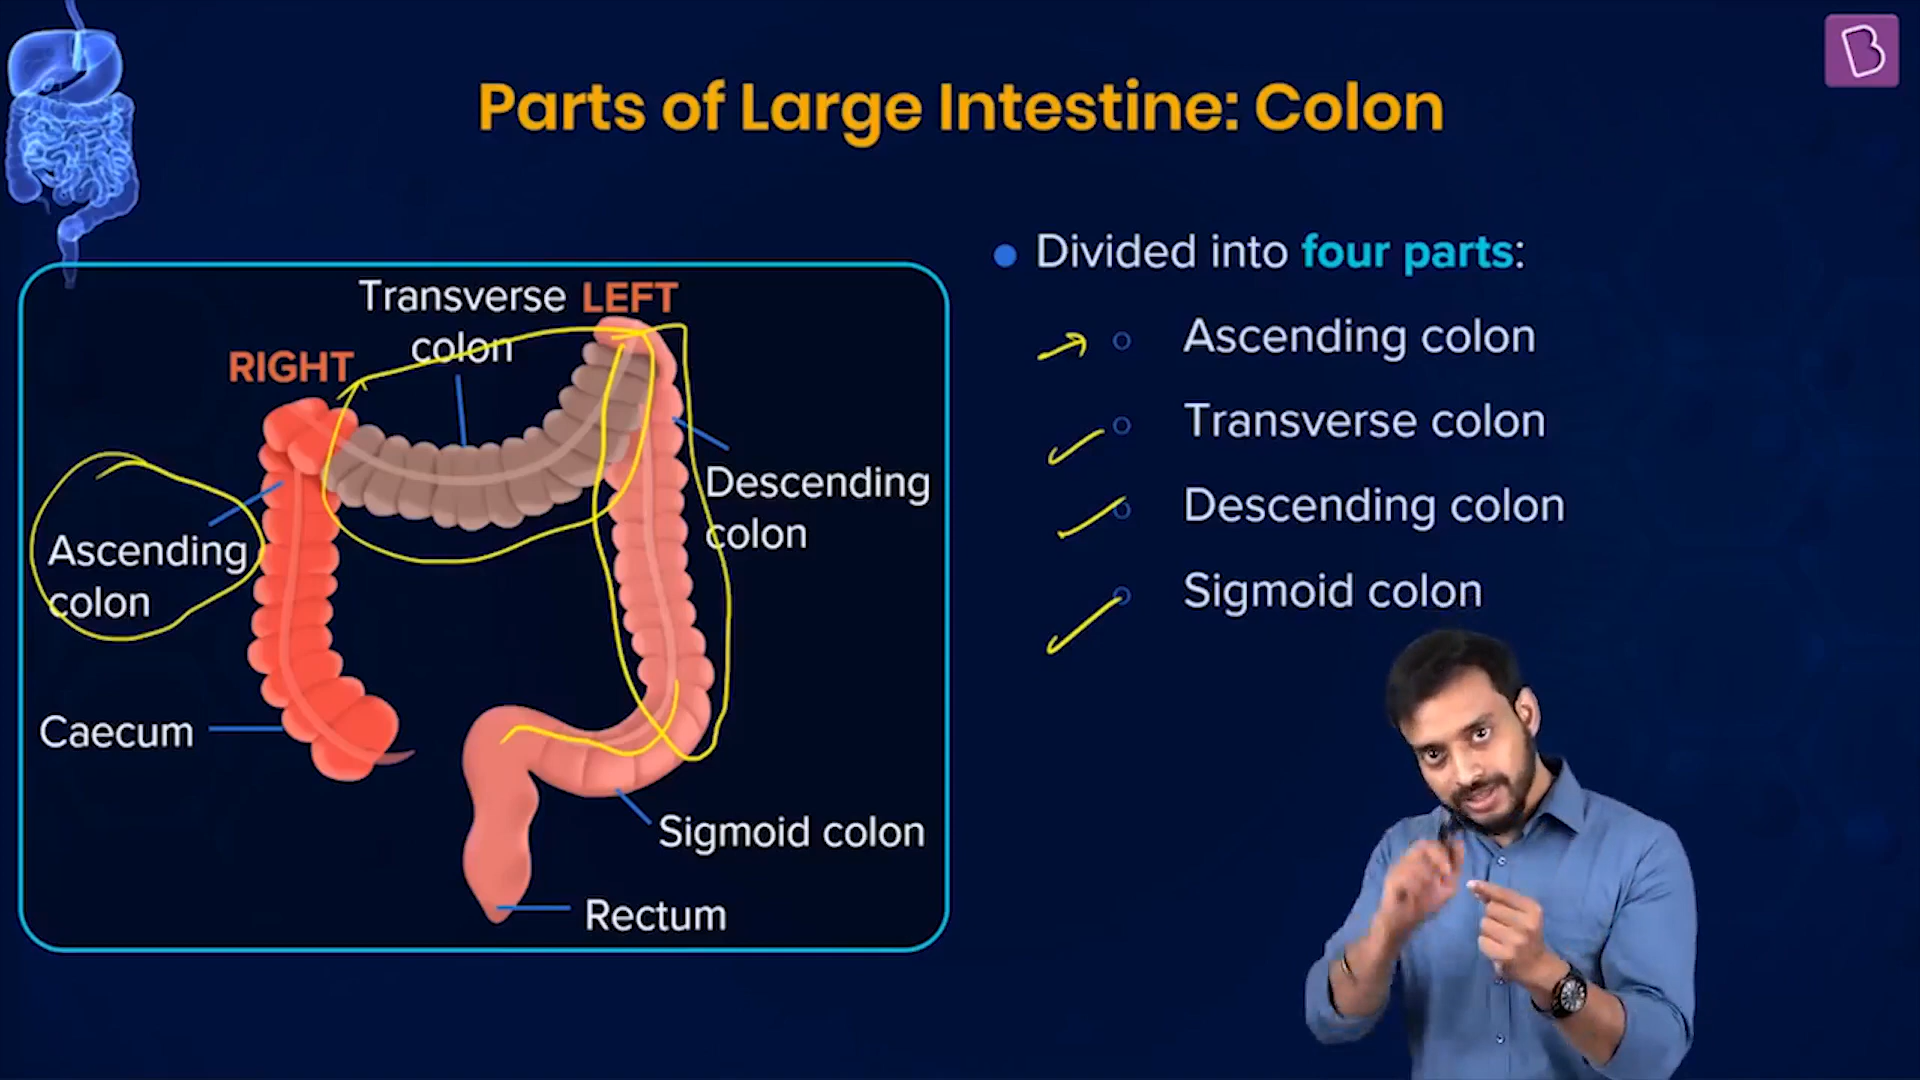 Parts of Large Intestine: Colon
Transverse LEFT
colon
RIGHT
Descending
colon
Ascending
colon
Caecum
Sigmoid colon
Rectum
Divided into four parts:
Ascending colon
Transverse colon
Descending colon
Sigmoid colon
B